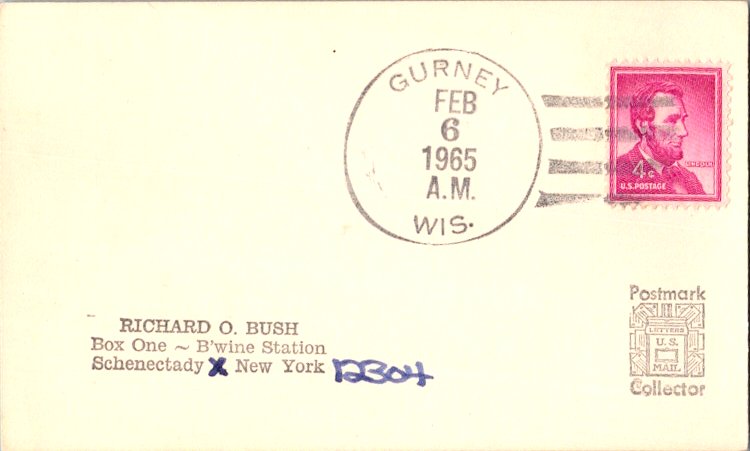 GURNEY
FEB
6
1965
A.M.
WIS.
LINCOLN
4c
U.S. POSTAGE
Postmark
LETTERS
U.S.
MAIL
Collector
RICHARD O. BUSH
Box One ~ B'wine Station
Schenectady X New York 12304